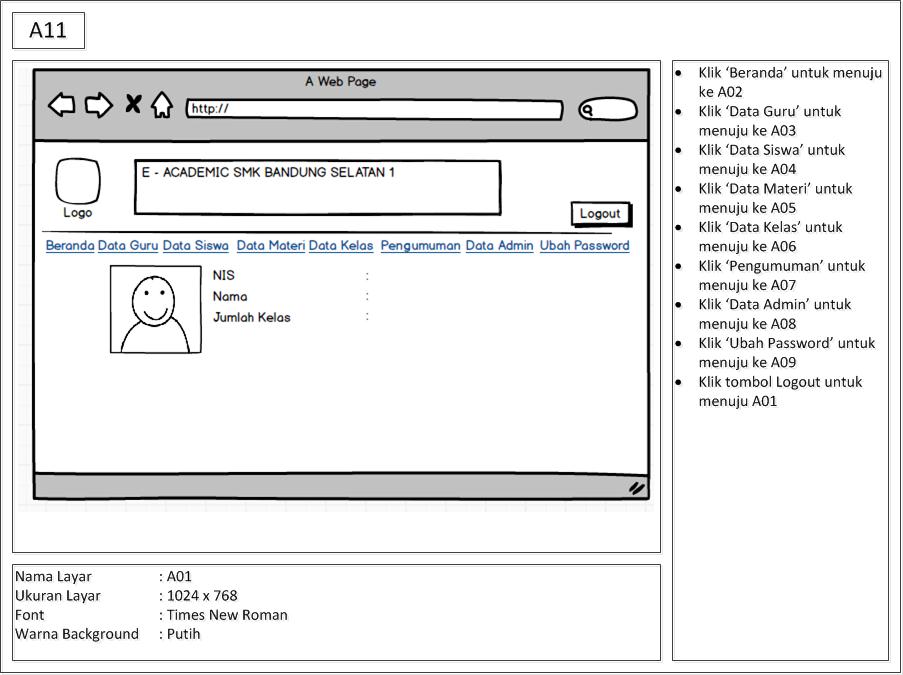 A11
A Web Page
http://
E - ACADEMIC SMK BANDUNG SELATAN 1
Logo
Logout
Beranda Data Guru Data Siswa Data Materi Data Kelas Pengumuman Data Admin Ubah Password
NIS :
Nama :
Jumlah Kelas :
• Klik ‘Beranda’ untuk menuju
ke A02
• Klik ‘Data Guru’ untuk
menuju ke A03
• Klik ‘Data Siswa’ untuk
menuju ke A04
• Klik ‘Data Materi’ untuk
menuju ke A05
• Klik ‘Data Kelas’ untuk
menuju ke A06
• Klik ‘Pengumuman’ untuk
menuju ke A07
• Klik ‘Data Admin’ untuk
menuju ke A08
• Klik ‘Ubah Password’ untuk
menuju ke A09
• Klik tombol Logout untuk
menuju A01
Nama Layar : A01
Ukuran Layar : 1024 x 768
Font : Times New Roman
Warna Background : Putih